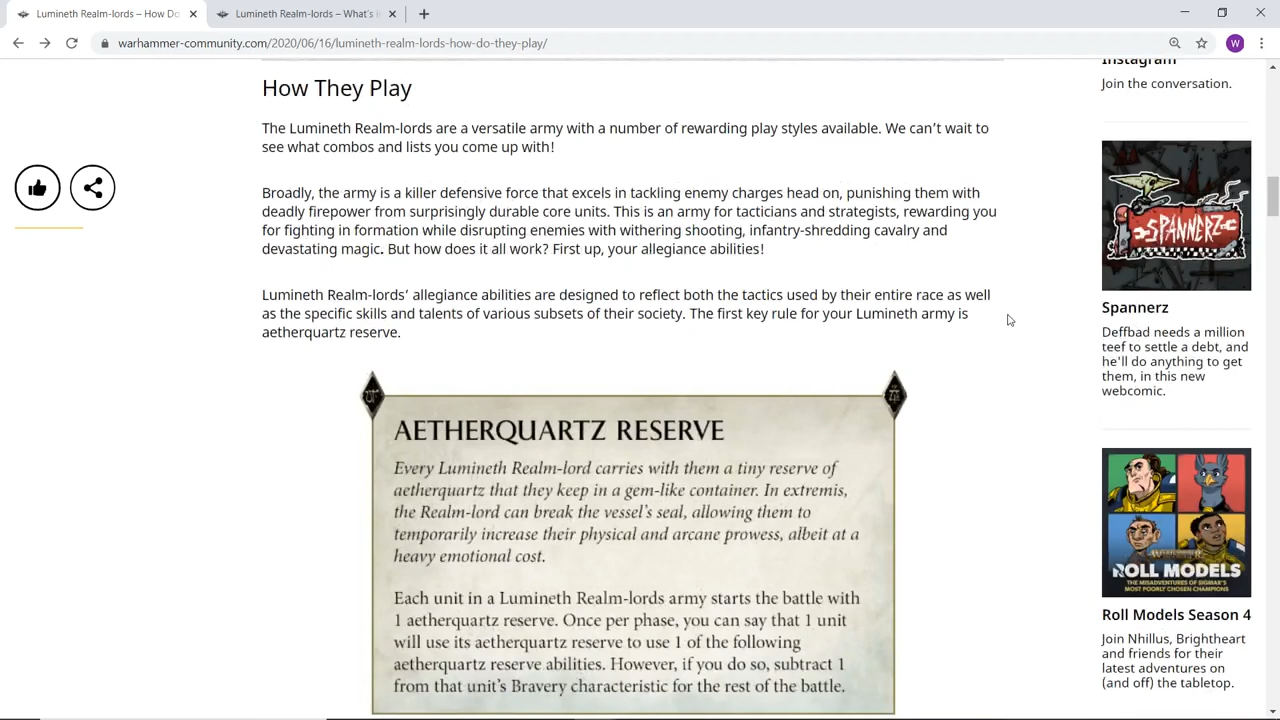 Lumineth Realm-lords – How Do
Lumineth Realm-lords – What's i
warhammer-community.com/2020/06/16/lumineth-realm-lords-how-do-they-play/
W
How They Play
The Lumineth Realm-lords are a versatile army with a number of rewarding play styles available. We can't wait to
see what combos and lists you come up with!
Broadly, the army is a killer defensive force that excels in tackling enemy charges head on, punishing them with
deadly firepower from surprisingly durable core units. This is an army for tacticians and strategists, rewarding you
for fighting in formation while disrupting enemies with withering shooting, infantry-shredding cavalry and
devastating magic. But how does it all work? First up, your allegiance abilities!
Lumineth Realm-lords' allegiance abilities are designed to reflect both the tactics used by their entire race as well
as the specific skills and talents of various subsets of their society. The first key rule for your Lumineth army is
aetherquartz reserve.
AETHERQUARTZ RESERVE
Every Lumineth Realm-lord carries with them a tiny reserve of
aetherquartz that they keep in a gem-like container. In extremis,
the Realm-lord can break the vessel's seal, allowing them to
temporarily increase their physical and arcane prowess, albeit at a
heavy emotional cost.
Each unit in a Lumineth Realm-lords army starts the battle with
1 aetherquartz reserve. Once per phase, you can say that 1 unit
will use its aetherquartz reserve to use 1 of the following
aetherquartz reserve abilities. However, if you do so, subtract 1
from that unit's Bravery characteristic for the rest of the battle.
Instagram
Join the conversation.
SPANNERZ
Spannerz
Deffbad needs a million
teef to settle a debt, and
he'll do anything to get
them, in this new
webcomic.
WARHAMMER
ROLL MODELS
THE MISADVENTURES OF SIGMAR'S
MOST POORLY CHOSEN CHAMPIONS
Roll Models Season 4
Join Nhillus, Brightheart
and friends for their
latest adventures on
(and off) the tabletop.